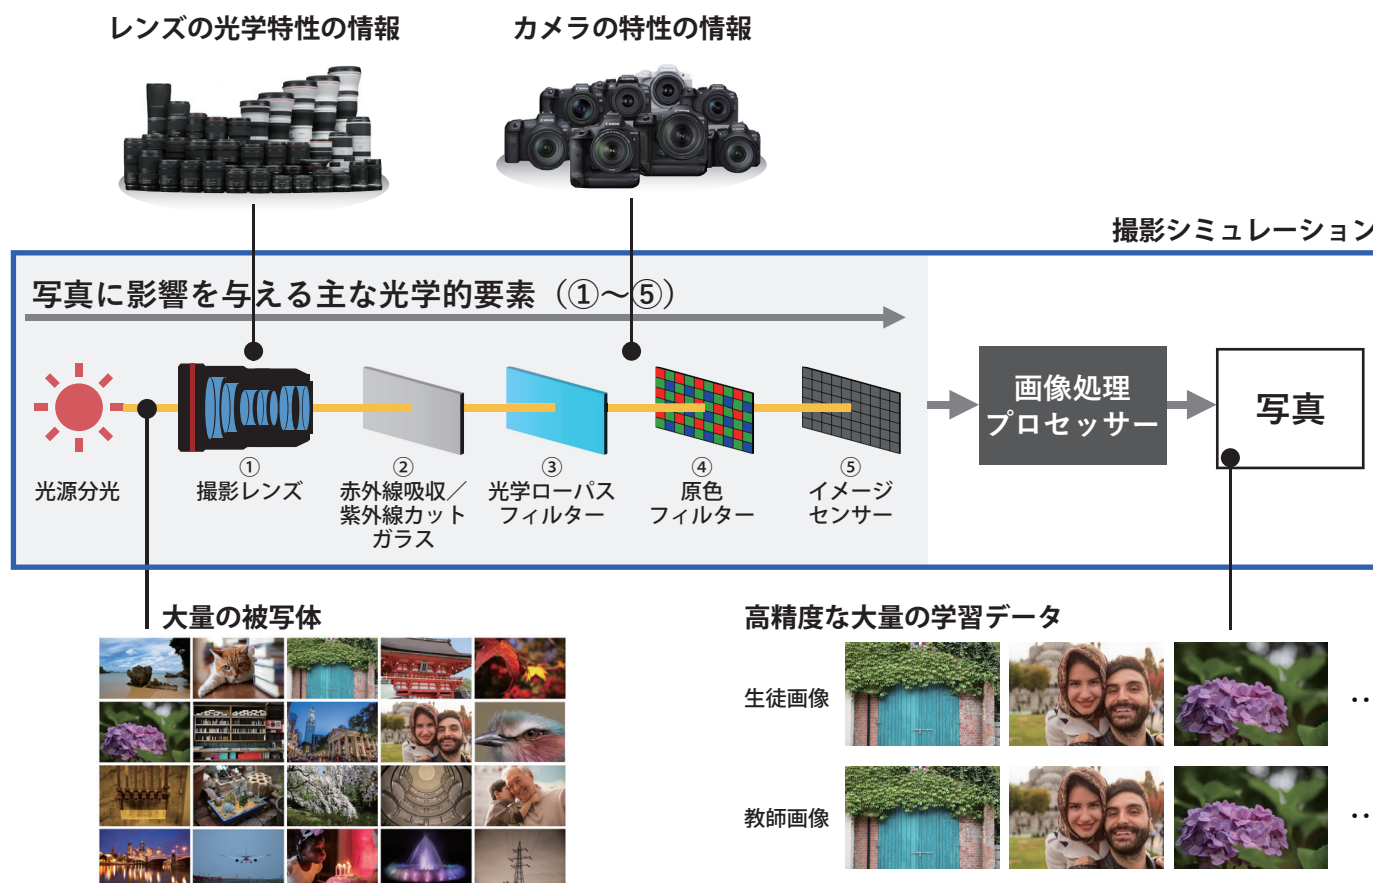 レンズの光学特性の情報
カメラの特性の情報
撮影シミュレーション
写真に影響を与える主な光学的要素（①～⑤）
光源分光
①
撮影レンズ
②
赤外線吸収／
紫外線カット
ガラス
③
光学ローパス
フィルター
④
原色
フィルター
⑤
イメージ
センサー
画像処理
プロセッサー
写真
大量の被写体
高精度な大量の学習データ
生徒画像
‥
教師画像
‥